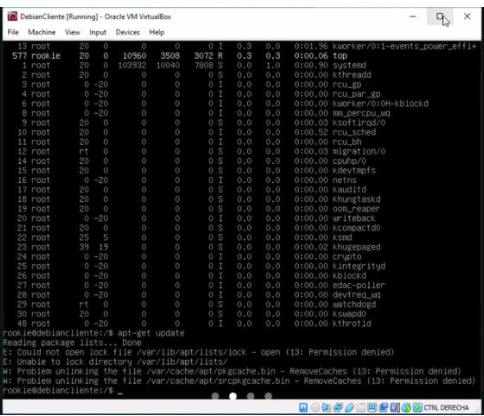 DebianCliente [Running] - Oracle VM VirtualBox
File Machine View Input Devices Help
13 root 20 0 0 0 0 I 0.3 0.0 0:01.96 kworker/0:1-events_power_effi+
577 rookie 20 0 10960 3508 3072 R 0.3 0.3 0:00.06 top
1 root 20 0 103932 10040 7808 S 0.0 1.0 0:00.90 systemd
2 root 20 0 0 0 0 S 0.0 0.0 0:00.00 kthreadd
3 root 0 -20 0 0 0 I 0.0 0.0 0:00.00 rcu_gp
4 root 0 -20 0 0 0 I 0.0 0.0 0:00.00 rcu_par_gp
6 root 0 -20 0 0 0 I 0.0 0.0 0:00.00 kworker/0:0H-kblockd
8 root 0 -20 0 0 0 I 0.0 0.0 0:00.00 mm_percpu_wq
9 root 20 0 0 0 0 S 0.0 0.0 0:00.03 ksoftirqd/0
10 root 20 0 0 0 0 I 0.0 0.0 0:00.52 rcu_sched
11 root 20 0 0 0 0 I 0.0 0.0 0:00.00 rcu_bh
12 root rt 0 0 0 0 S 0.0 0.0 0:00.03 migration/0
14 root 20 0 0 0 0 S 0.0 0.0 0:00.00 cpuhp/0
15 root 20 0 0 0 0 S 0.0 0.0 0:00.00 kdevtmpfs
16 root 0 -20 0 0 0 I 0.0 0.0 0:00.00 netns
17 root 20 0 0 0 0 S 0.0 0.0 0:00.00 kauditd
18 root 20 0 0 0 0 S 0.0 0.0 0:00.00 khungtaskd
19 root 20 0 0 0 0 S 0.0 0.0 0:00.00 oom_reaper
20 root 0 -20 0 0 0 I 0.0 0.0 0:00.00 writeback
21 root 20 0 0 0 0 S 0.0 0.0 0:00.00 kcompactd0
22 root 25 5 0 0 0 S 0.0 0.0 0:00.00 ksmd
23 root 39 19 0 0 0 S 0.0 0.0 0:00.02 khugepaged
24 root 0 -20 0 0 0 I 0.0 0.0 0:00.00 crypto
25 root 0 -20 0 0 0 I 0.0 0.0 0:00.00 kintegrityd
26 root 0 -20 0 0 0 I 0.0 0.0 0:00.00 kblockd
27 root 0 -20 0 0 0 I 0.0 0.0 0:00.00 edac-poller
28 root 0 -20 0 0 0 I 0.0 0.0 0:00.00 devfreq_wq
29 root rt 0 0 0 0 S 0.0 0.0 0:00.00 watchdogd
30 root 20 0 0 0 0 S 0.0 0.0 0:00.00 kswapd0
48 root 0 -20 0 0 0 I 0.0 0.0 0:00.00 kthrotld
rookie@debiancliente:/$ apt-get update
Reading package lists... Done
E: Could not open lock file /var/lib/apt/lists/lock - open (13: Permission denied)
E: Unable to lock directory /var/lib/apt/lists/
W: Problem unlinking the file /var/cache/apt/pkgcache.bin - RemoveCaches (13: Permission denied)
W: Problem unlinking the file /var/cache/apt/srcpkgcache.bin - RemoveCaches (13: Permission denied)
rookie@debiancliente:/$ _
CTRL DERECHA